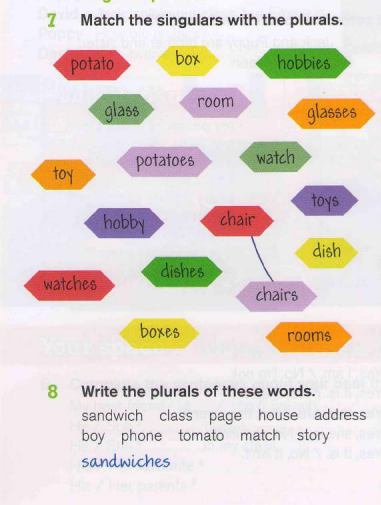 7 Match the singulars with the plurals.
potato box hobbies
glass room glasses
potatoes watch
toy
toys
hobby chair
dish
dishes
watches
chairs
boxes rooms
8 Write the plurals of these words.
sandwich class page house address
boy phone tomato match story
sandwiches